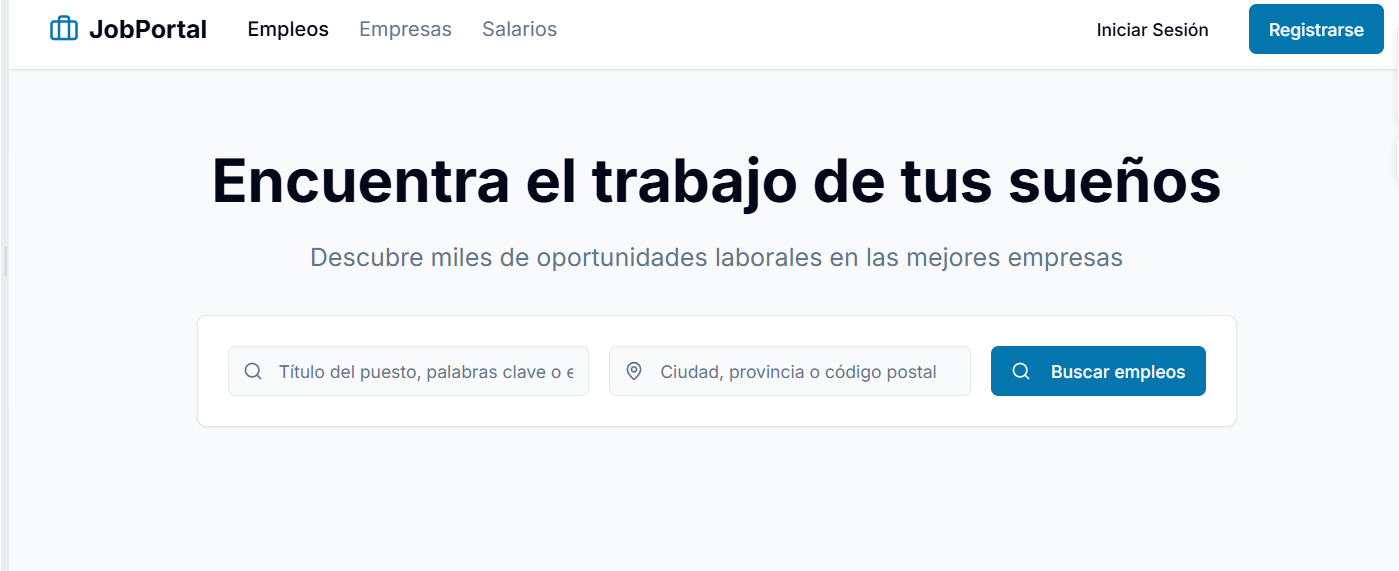 JobPortal Empleos Empresas Salarios Iniciar Sesión Registrarse
Encuentra el trabajo de tus sueños
Descubre miles de oportunidades laborales en las mejores empresas
Título del puesto, palabras clave o e Ciudad, provincia o código postal Buscar empleos